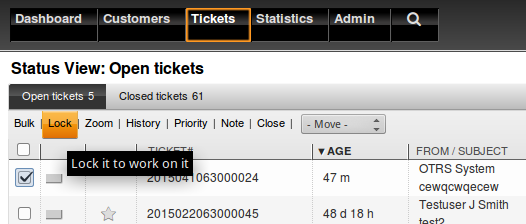 Dashboard Customers Tickets Statistics Admin
Status View: Open tickets
Open tickets 5 Closed tickets 61
Bulk | Lock | Zoom | History | Priority | Note | Close | - Move -
TICKET# ▼AGE FROM / SUBJECT
Lock it to work on it
2015041063000024 47 m OTRS System
cewqcwqecew
2015022063000045 48 d 18 h Testuser J Smith
test2